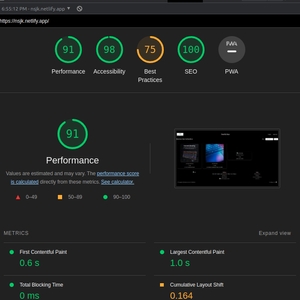 6:55:12 PM - nsjk.netlify.app
https://nsjk.netlify.app/
91
98
75
100
PWA
Performance
Accessibility
Best
Practices
SEO
PWA
91
Performance
Values are estimated and may vary. The performance score
is calculated directly from these metrics. See calculator.
0–49
50–89
90–100
METRICS
Expand view
First Contentful Paint
0.6 s
Largest Contentful Paint
1.0 s
Total Blocking Time
0 ms
Cumulative Layout Shift
0.164